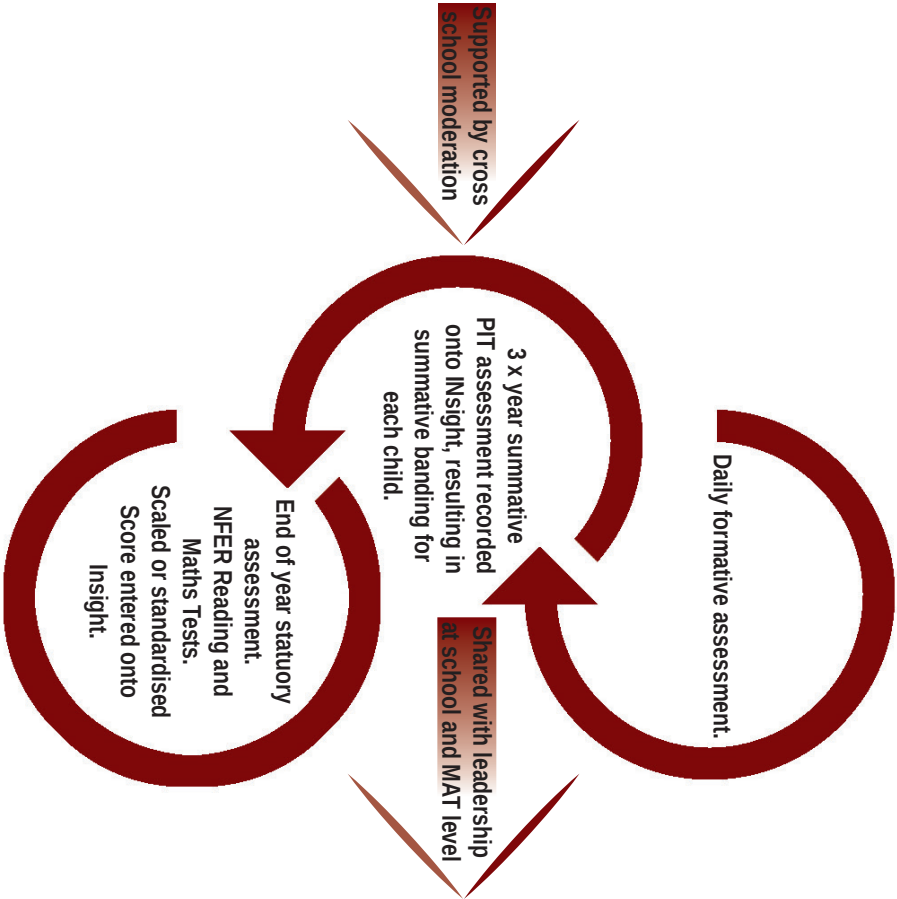 Daily formative assessment.
Supported by cross
school moderation
3 x year summative
PIT assessment recorded
onto INsight, resulting in
summative banding for
each child.
Shared with leadership
at school and MAT level
End of year statuory
assessment.
NFER Reading and
Maths Tests.
Scaled or standardised
Score entered onto
Insight.